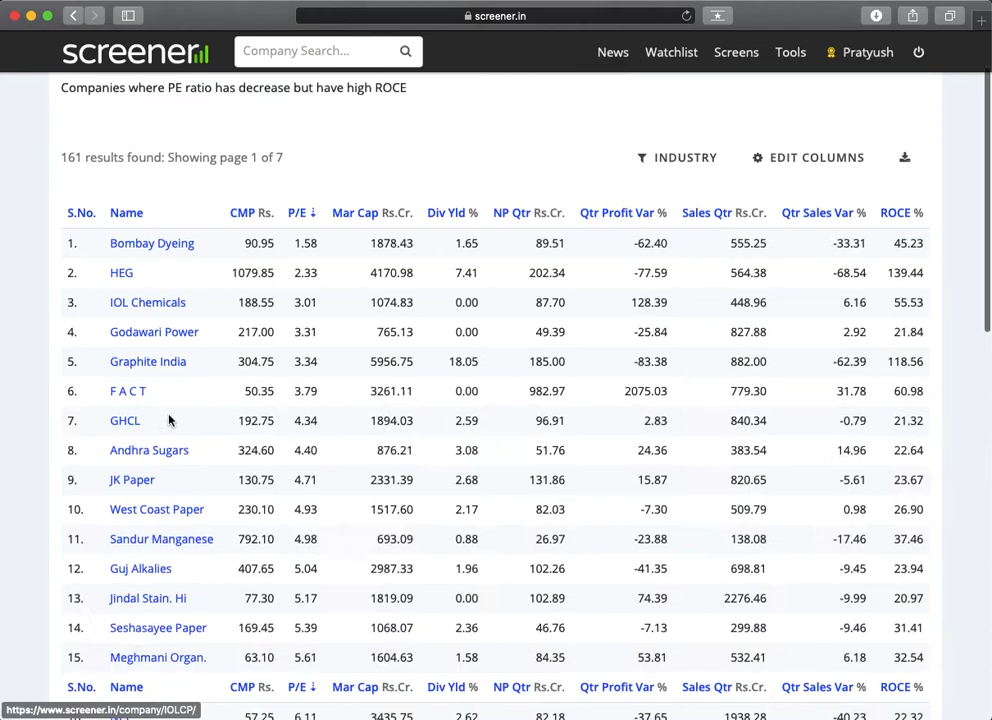 screener.in
screener
Company Search...
News Watchlist Screens Tools Pratyush
Companies where PE ratio has decrease but have high ROCE
161 results found: Showing page 1 of 7
INDUSTRY EDIT COLUMNS
S.No. Name CMP Rs. P/E ↓ Mar Cap Rs.Cr. Div Yld % NP Qtr Rs.Cr. Qtr Profit Var % Sales Qtr Rs.Cr. Qtr Sales Var % ROCE %
1. Bombay Dyeing 90.95 1.58 1878.43 1.65 89.51 -62.40 555.25 -33.31 45.23
2. HEG 1079.85 2.33 4170.98 7.41 202.34 -77.59 564.38 -68.54 139.44
3. IOL Chemicals 188.55 3.01 1074.83 0.00 87.70 128.39 448.96 6.16 55.53
4. Godawari Power 217.00 3.31 765.13 0.00 49.39 -25.84 827.88 2.92 21.84
5. Graphite India 304.75 3.34 5956.75 18.05 185.00 -83.38 882.00 -62.39 118.56
6. F A C T 50.35 3.79 3261.11 0.00 982.97 2075.03 779.30 31.78 60.98
7. GHCL 192.75 4.34 1894.03 2.59 96.91 2.83 840.34 -0.79 21.32
8. Andhra Sugars 324.60 4.40 876.21 3.08 51.76 24.36 383.54 14.96 22.64
9. JK Paper 130.75 4.71 2331.39 2.68 131.86 15.87 820.65 -5.61 23.67
10. West Coast Paper 230.10 4.93 1517.60 2.17 82.03 -7.30 509.79 0.98 26.90
11. Sandur Manganese 792.10 4.98 693.09 0.88 26.97 -23.88 138.08 -17.46 37.46
12. Guj Alkalies 407.65 5.04 2987.33 1.96 102.26 -41.35 698.81 -9.45 23.94
13. Jindal Stain. Hi 77.30 5.17 1819.09 0.00 102.89 74.39 2276.46 -9.99 20.97
14. Seshasayee Paper 169.45 5.39 1068.07 2.36 46.76 -7.13 299.88 -9.46 31.41
15. Meghmani Organ. 63.10 5.61 1604.63 1.58 84.35 53.81 532.41 6.18 32.54
S.No. Name CMP Rs. P/E ↓ Mar Cap Rs.Cr. Div Yld % NP Qtr Rs.Cr. Qtr Profit Var % Sales Qtr Rs.Cr. Qtr Sales Var % ROCE %
57.25 6.11 3435.75 2.62 82.18 -37.65 1938.28 -40.23 22.32
https://www.screener.in/company/IOLCP/